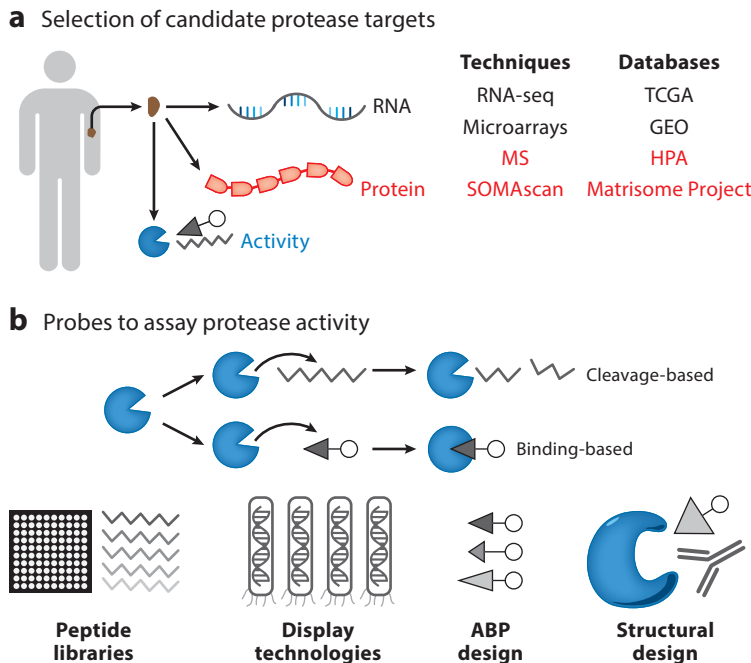 a Selection of candidate protease targets
Techniques Databases
RNA RNA-seq TCGA
Microarrays GEO
MS HPA
Protein SOMAscan Matrisome Project
Activity
b Probes to assay protease activity
Cleavage-based
Binding-based
Peptide libraries
Display technologies
ABP design
Structural design